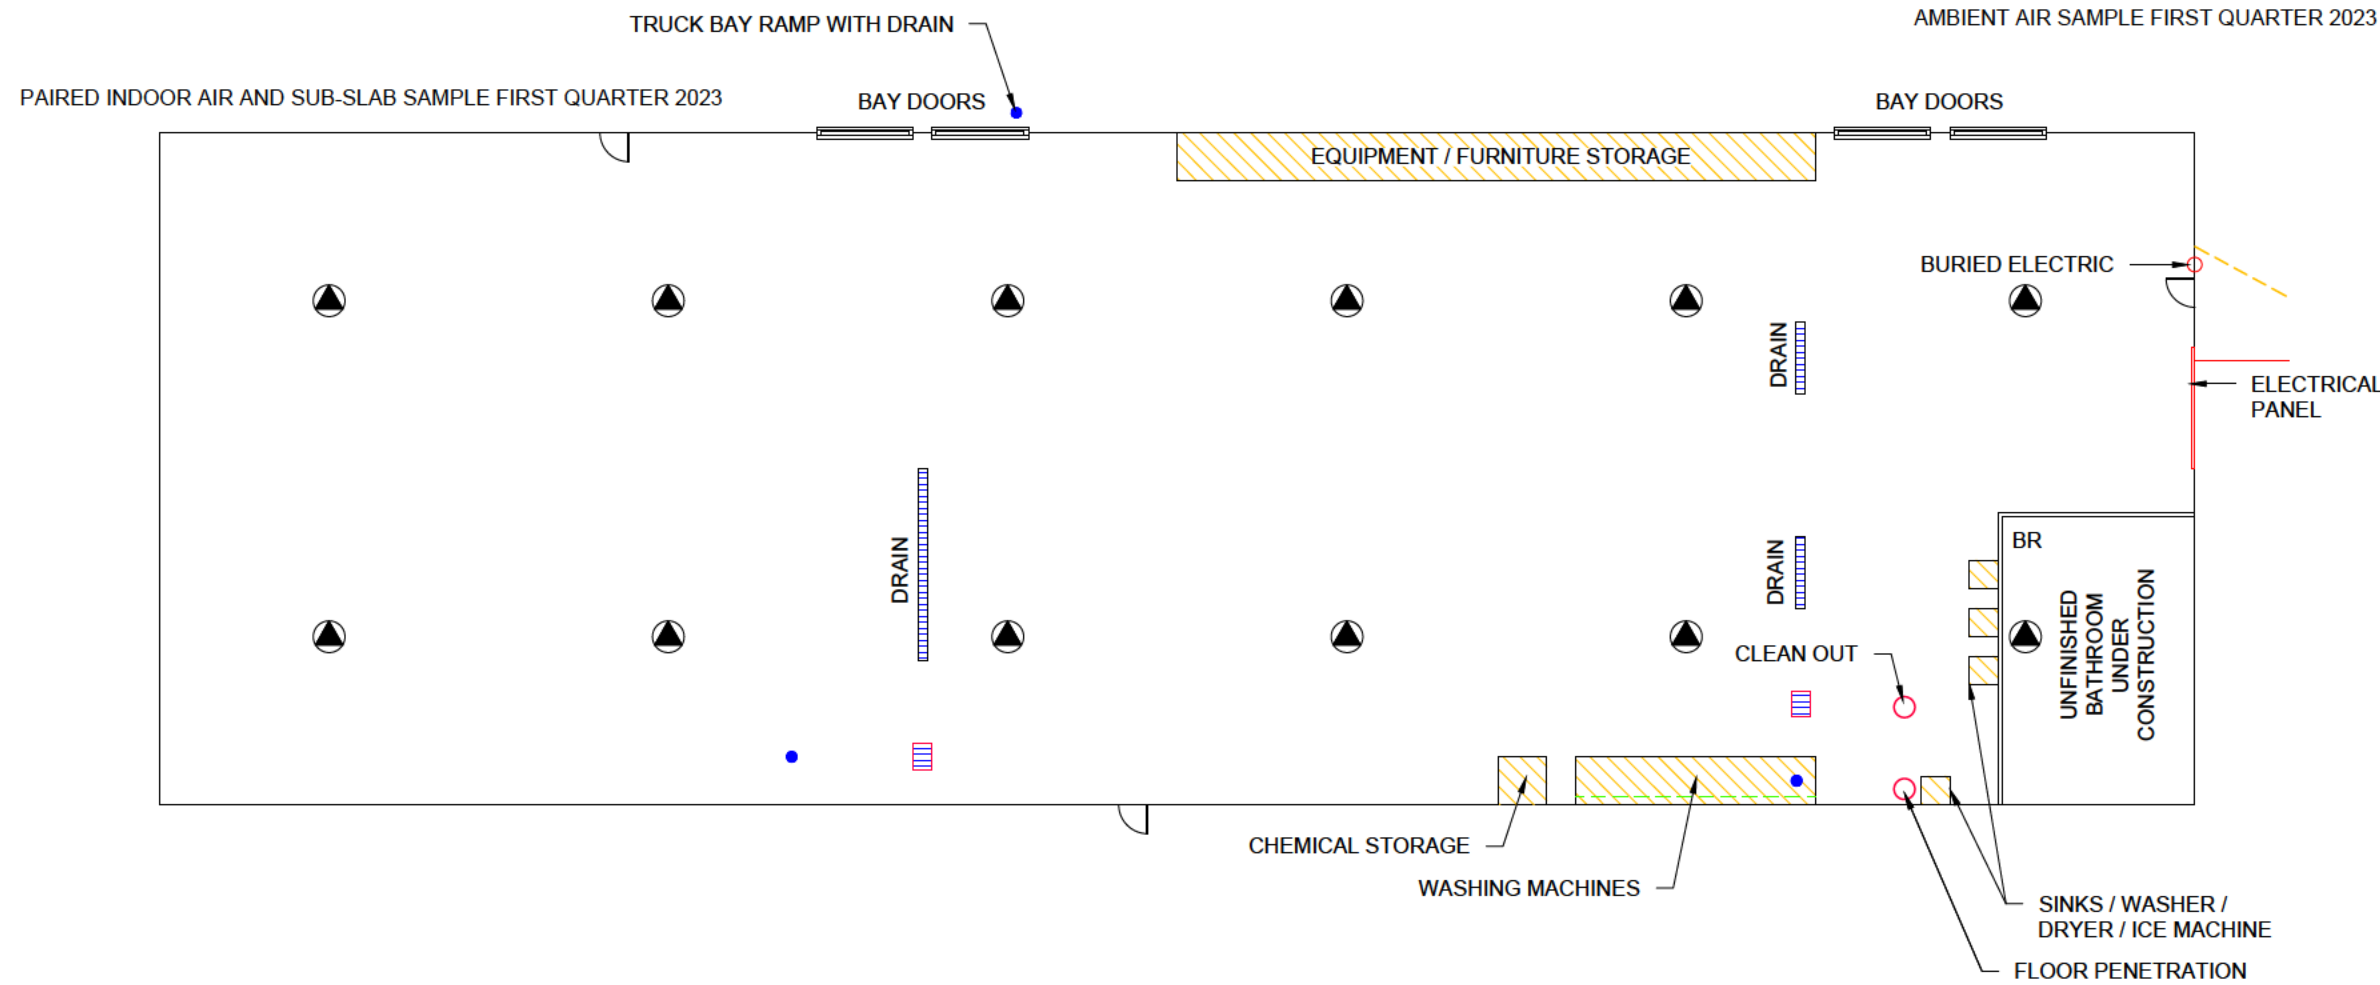 AMBIENT AIR SAMPLE FIRST QUARTER 2023
TRUCK BAY RAMP WITH DRAIN
PAIRED INDOOR AIR AND SUB-SLAB SAMPLE FIRST QUARTER 2023
BAY DOORS
BAY DOORS
EQUIPMENT / FURNITURE STORAGE
BURIED ELECTRIC
DRAIN
ELECTRICAL
PANEL
DRAIN
DRAIN
BR
UNFINISHED
BATHROOM
UNDER
CONSTRUCTION
CLEAN OUT
CHEMICAL STORAGE
WASHING MACHINES
SINKS / WASHER /
DRYER / ICE MACHINE
FLOOR PENETRATION